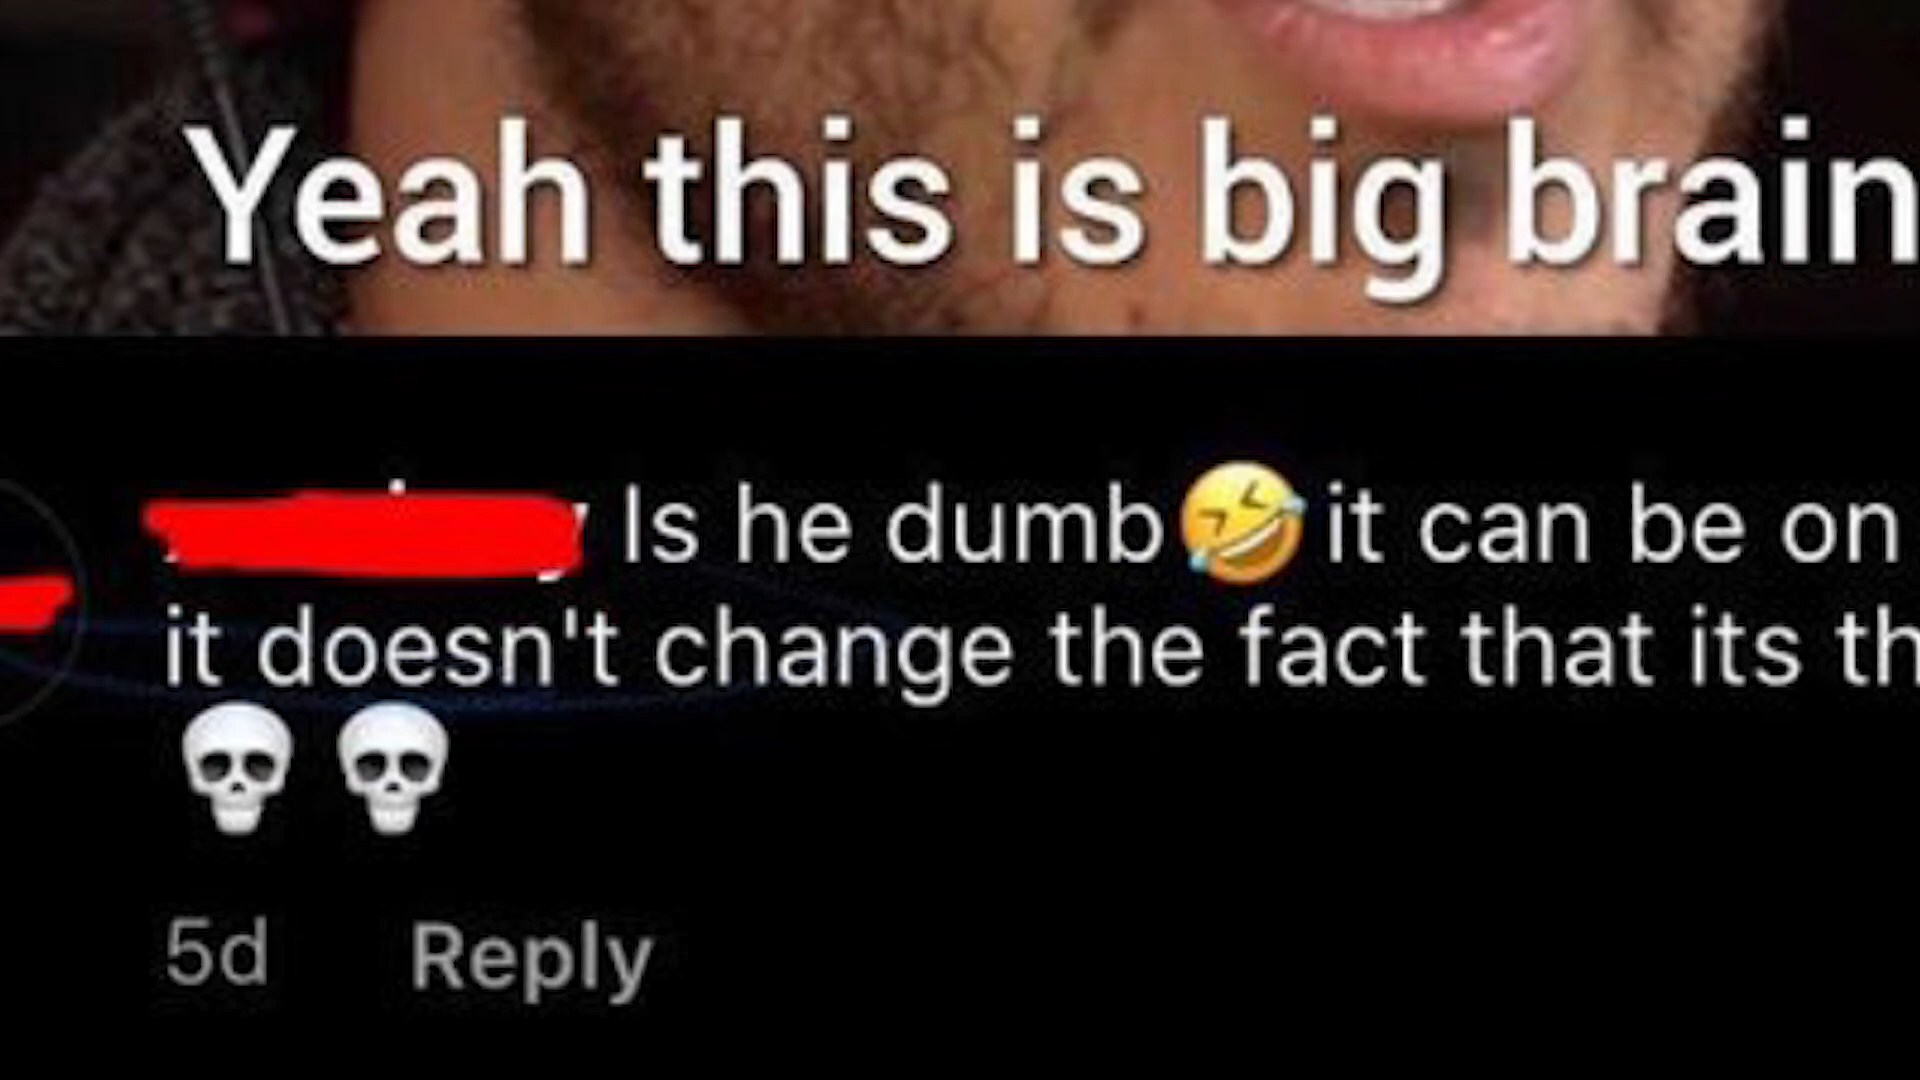 Yeah this is big brain
Is he dumb🤣 it can be on
it doesn't change the fact that its th
💀 💀
5d Reply